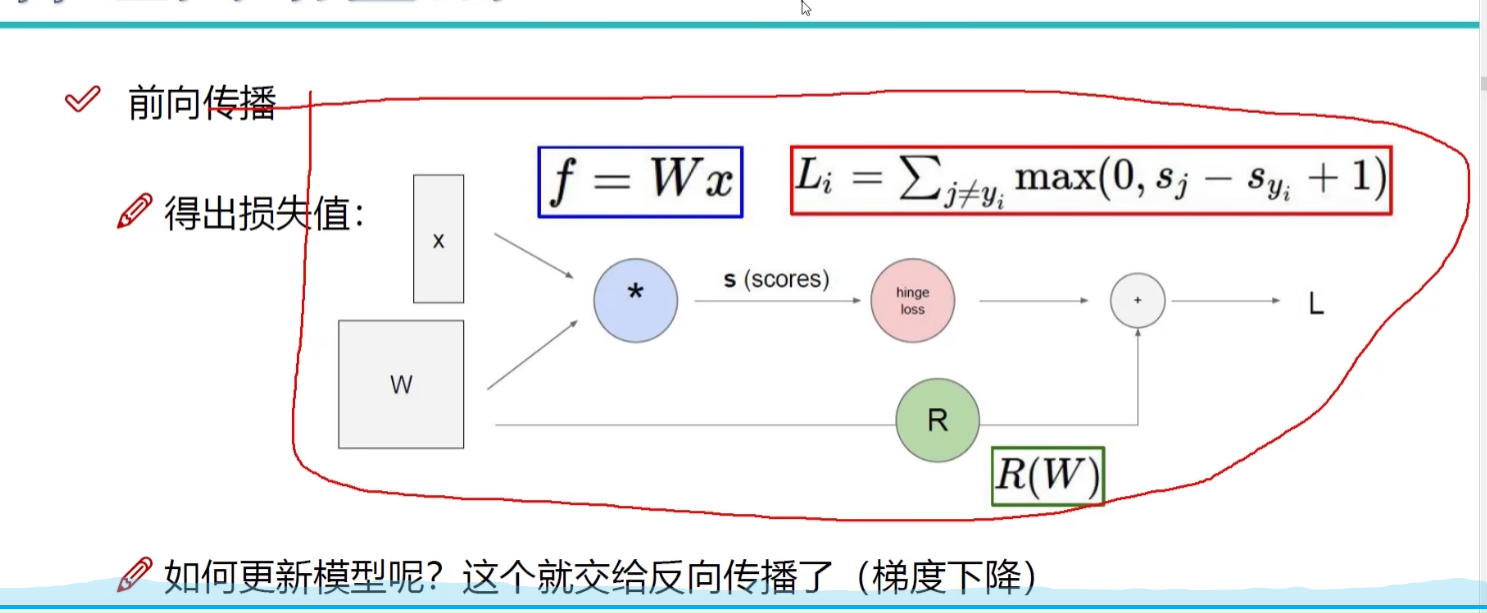 前向传播
f = Wx
L_i = ∑_{j≠y_i} max(0, s_j − s_{y_i} + 1)
得出损失值：
x
W
*
s (scores)
hinge
loss
+
L
R
R(W)
如何更新模型呢？这个就交给反向传播了（梯度下降）